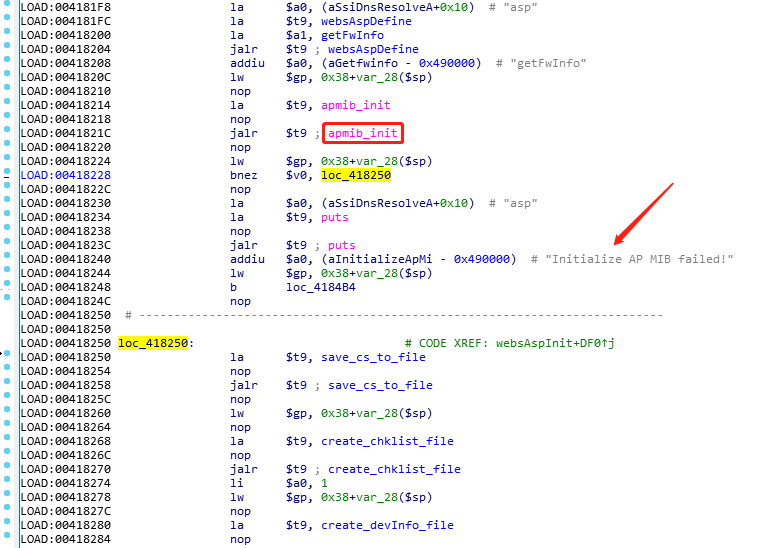 LOAD:004181F8 la $a0, (aSsiDnsResolveA+0x10) # "asp"
LOAD:004181FC la $t9, websAspDefine
LOAD:00418200 la $a1, getFwInfo
LOAD:00418204 jalr $t9 ; websAspDefine
LOAD:00418208 addiu $a0, (aGetfwinfo - 0x490000) # "getFwInfo"
LOAD:0041820C lw $gp, 0x38+var_28($sp)
LOAD:00418210 nop
LOAD:00418214 la $t9, apmib_init
LOAD:00418218 nop
LOAD:0041821C jalr $t9 ; apmib_init
LOAD:00418220 nop
LOAD:00418224 lw $gp, 0x38+var_28($sp)
LOAD:00418228 bnez $v0, loc_418250
LOAD:0041822C nop
LOAD:00418230 la $a0, (aSsiDnsResolveA+0x10) # "asp"
LOAD:00418234 la $t9, puts
LOAD:00418238 nop
LOAD:0041823C jalr $t9 ; puts
LOAD:00418240 addiu $a0, (aInitializeApMi - 0x490000) # "Initialize AP MIB failed!"
LOAD:00418244 lw $gp, 0x38+var_28($sp)
LOAD:00418248 b loc_4184B4
LOAD:0041824C nop
LOAD:00418250 # ---------------------------------------------------------------------------
LOAD:00418250
LOAD:00418250 loc_418250: # CODE XREF: websAspInit+DF0↑j
LOAD:00418250 la $t9, save_cs_to_file
LOAD:00418254 nop
LOAD:00418258 jalr $t9 ; save_cs_to_file
LOAD:0041825C nop
LOAD:00418260 lw $gp, 0x38+var_28($sp)
LOAD:00418264 nop
LOAD:00418268 la $t9, create_chklist_file
LOAD:0041826C nop
LOAD:00418270 jalr $t9 ; create_chklist_file
LOAD:00418274 li $a0, 1
LOAD:00418278 lw $gp, 0x38+var_28($sp)
LOAD:0041827C nop
LOAD:00418280 la $t9, create_devInfo_file
LOAD:00418284 nop